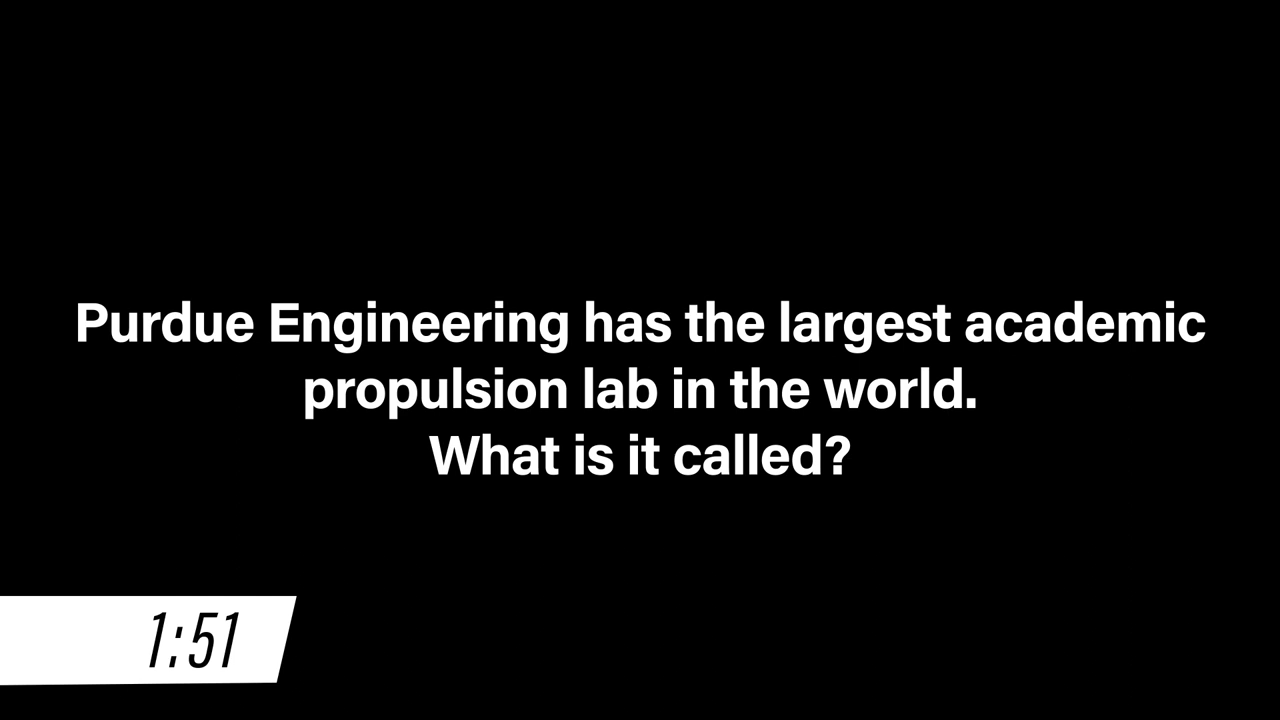 Purdue Engineering has the largest academic
propulsion lab in the world.
What is it called?
1:51